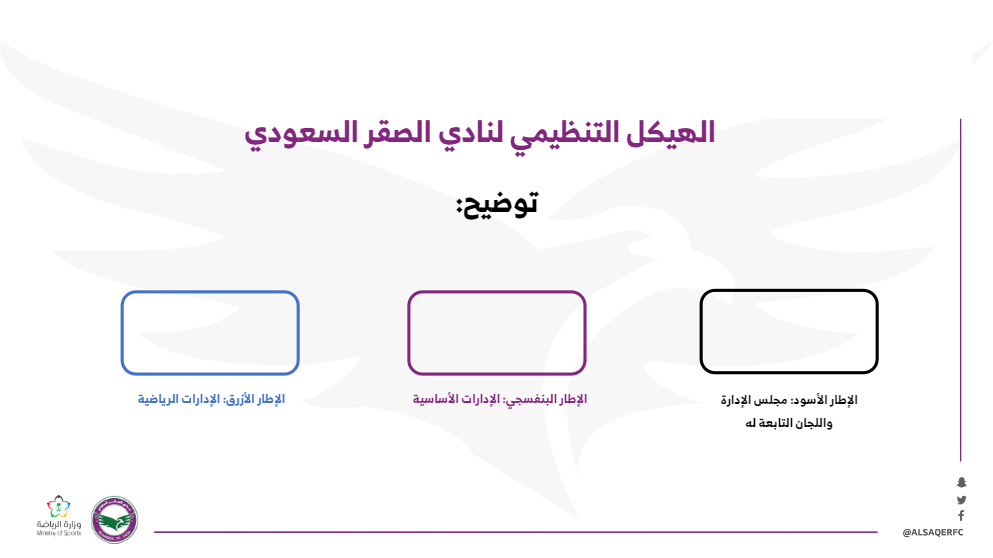 الهيكل التنظيمي لنادي الصقر السعودي
توضيح:
الإطار الأسود: مجلس الإدارة
واللجان التابعة له
الإطار البنفسجي: الإدارات الأساسية
الإطار الأزرق: الإدارات الرياضية
وزارة الرياضة
Ministry of Sports
@ALSAQERFC